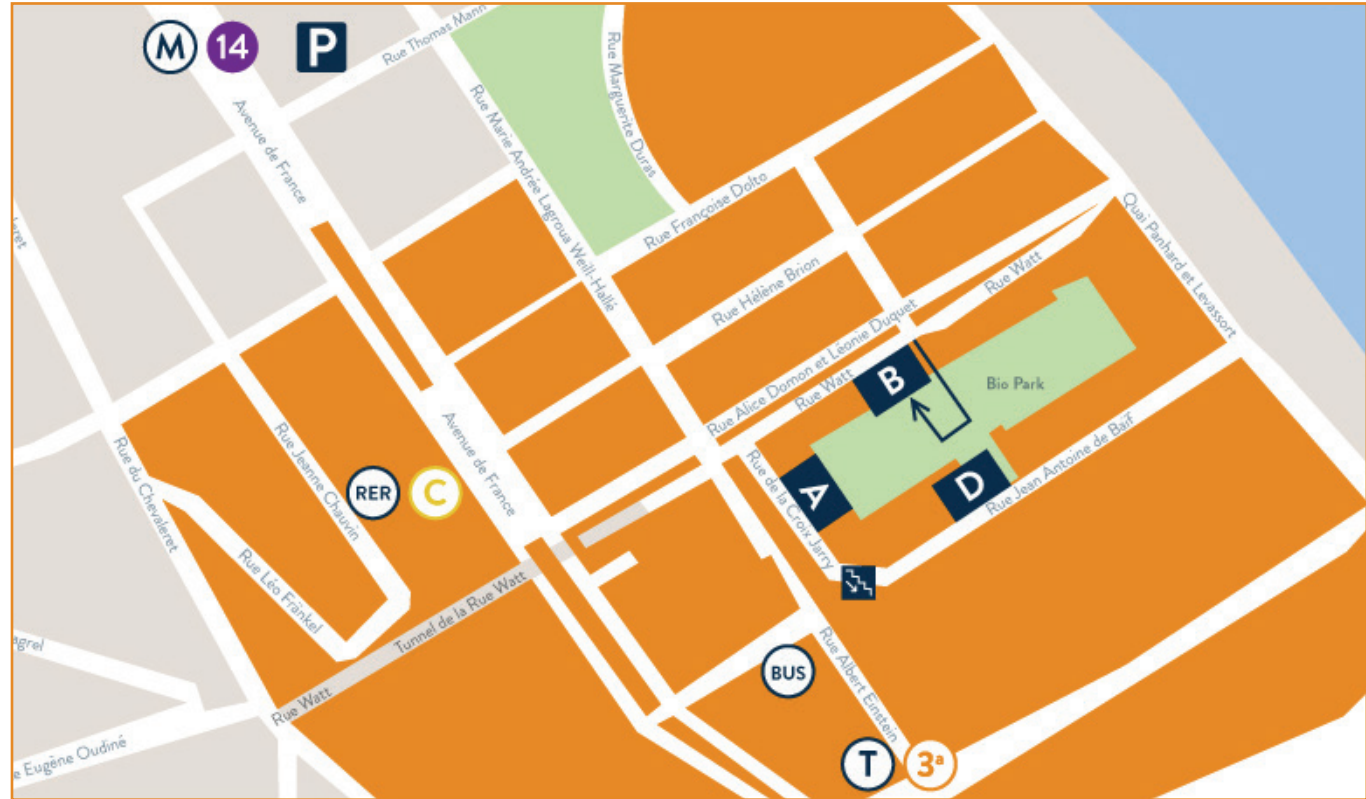 M
14
P
Rue Thomas Mann
Avenue de France
Rue Marie Andrée Lagroua Weill-Hallé
Rue Marguerite Duras
Rue Françoise Dolto
Rue Hélène Brion
Quai Panhard et Levassort
Rue Watt
Rue Alice Domon et Léonie Duquet
Rue Watt
B
Bio Park
Rue Jeanne Chauvin
Avenue de France
Rue du Chevaleret
RER
C
Rue de la Croix Jarry
A
D
Rue Jean Antoine de Baïf
Rue Léo Fränkel
Tunnel de la Rue Watt
Rue Watt
BUS
Rue Albert Einstein
Eugène Oudiné
T
3ª